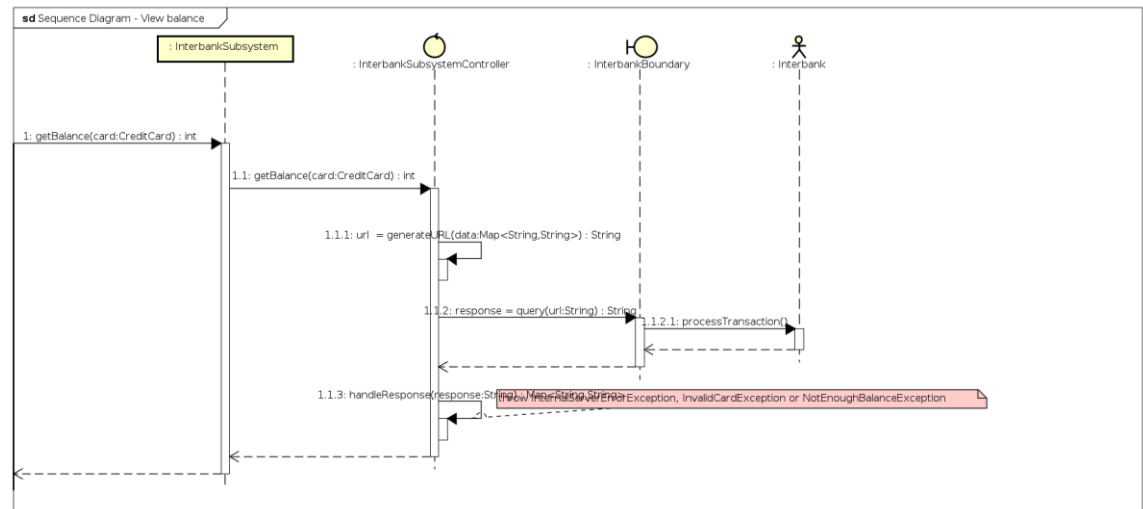 sd Sequence Diagram - View balance
: InterbankSubsystem
: InterbankSubsystemController
: InterbankBoundary
: Interbank
1: getBalance(card:CreditCard) : int
1.1: getBalance(card:CreditCard) : int
1.1.1: url = generateURL(data:Map<String,String>) : String
1.1.2: response = query(url:String) : String
1.1.2.1: processTransaction()
1.1.3: handleResponse(response:String) : Map<String,String>
throw InternalServerErrorException, InvalidCardException or NotEnoughBalanceException